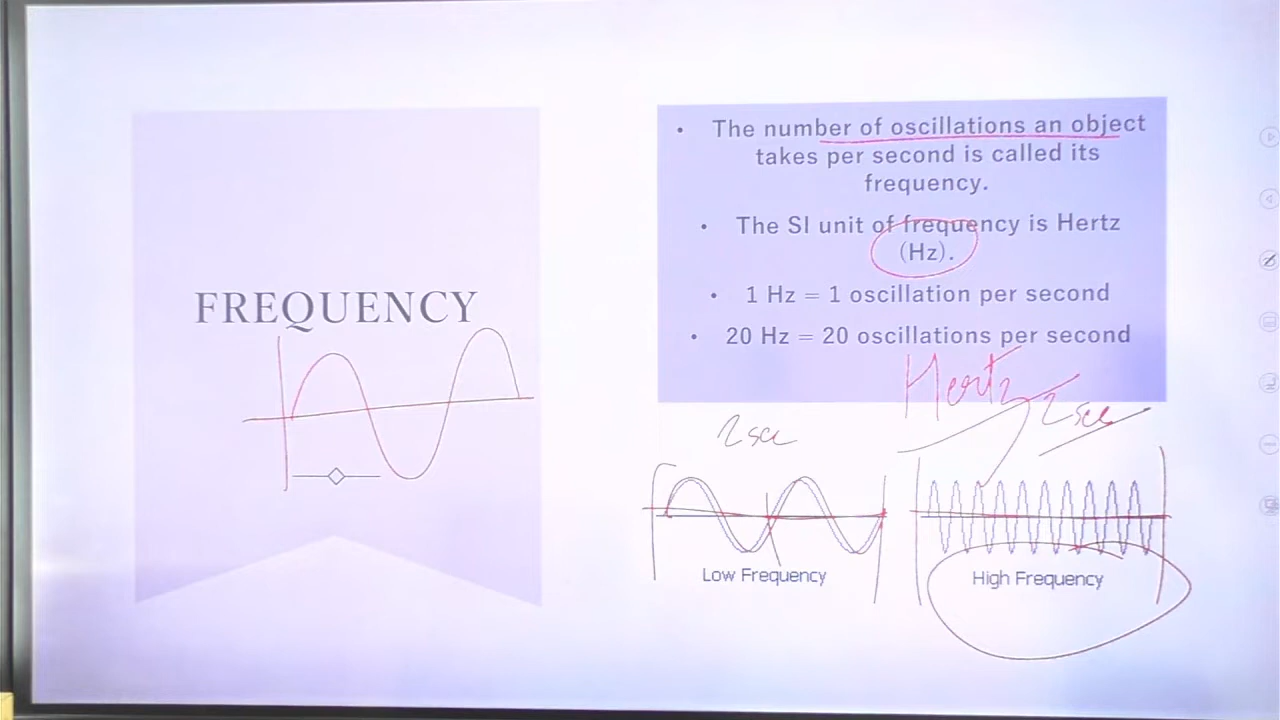 FREQUENCY
• The number of oscillations an object
takes per second is called its
frequency.
• The SI unit of frequency is Hertz
(Hz).
• 1 Hz = 1 oscillation per second
• 20 Hz = 20 oscillations per second
Hertz
2 sec
2 sec
Low Frequency
High Frequency